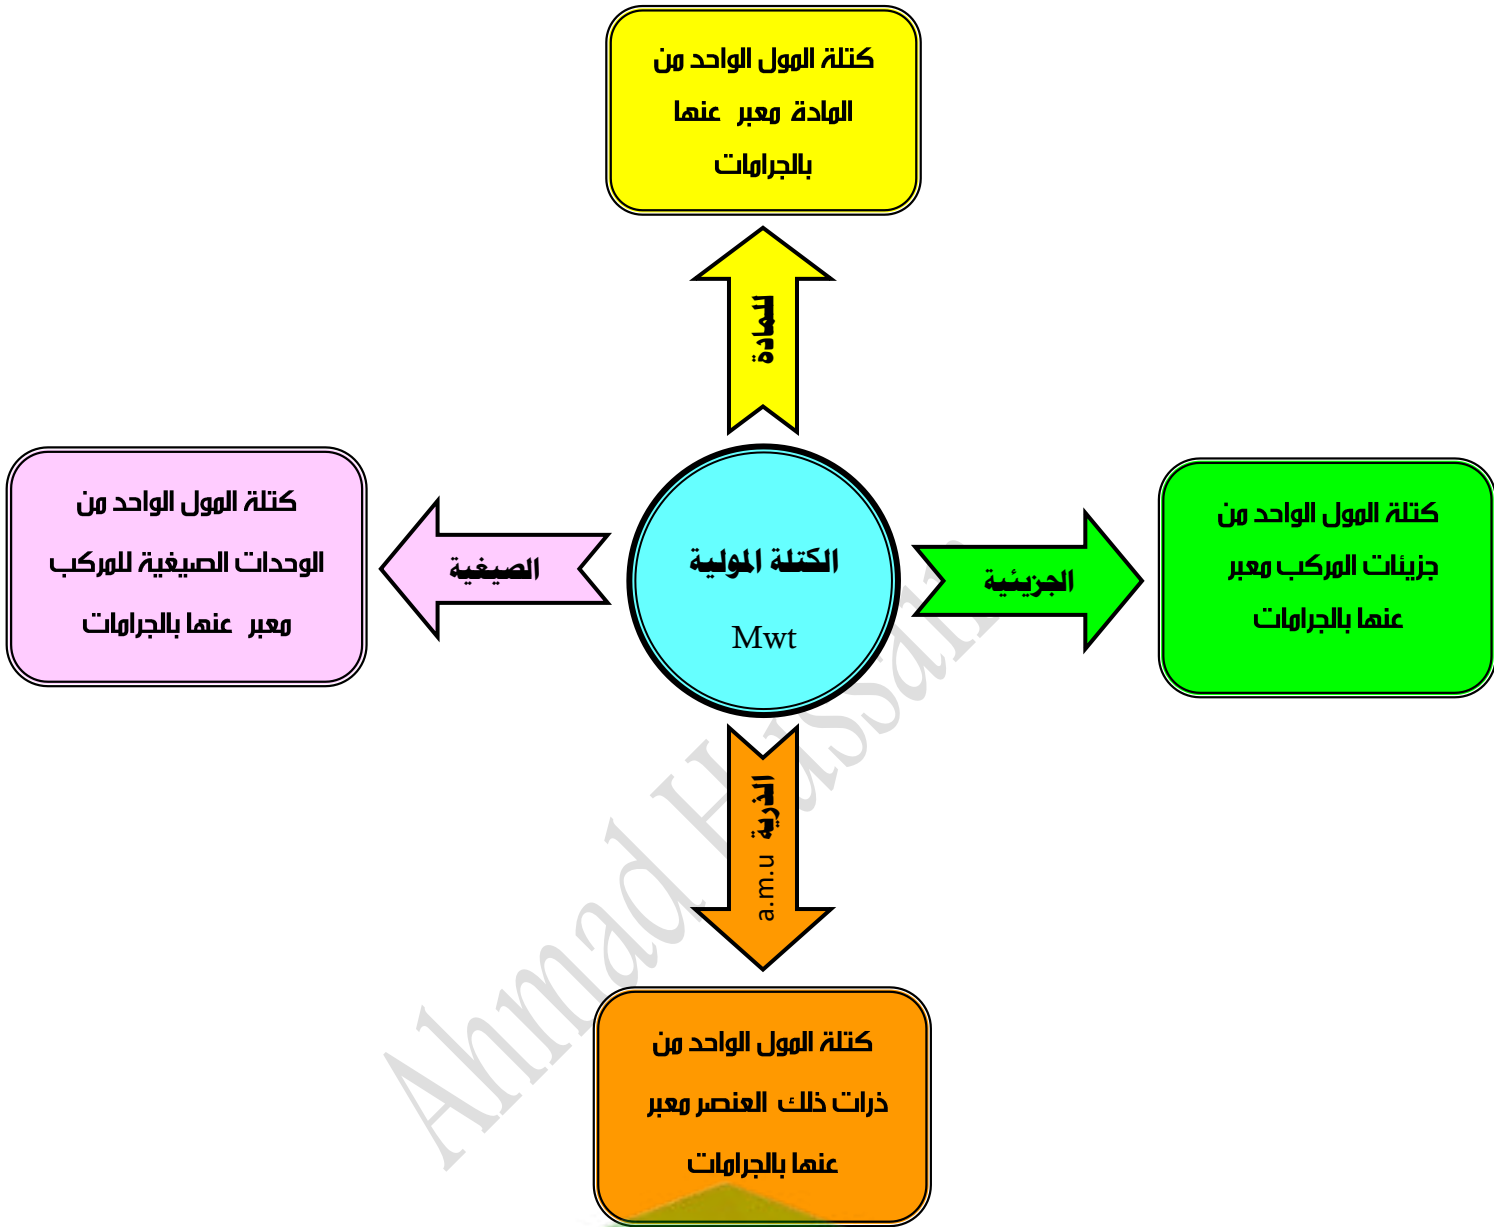 كتلة المول الواحد من
المادة معبر عنها
بالجرامات
للمادة
كتلة المول الواحد من
الوحدات الصيغية للمركب
معبر عنها بالجرامات
الصيغية
الكتلة المولية
Mwt
الجزيئية
كتلة المول الواحد من
جزيئات المركب معبر
عنها بالجرامات
الذرية a.m.u
كتلة المول الواحد من
ذرات ذلك العنصر معبر
عنها بالجرامات
Ahmad Hussain